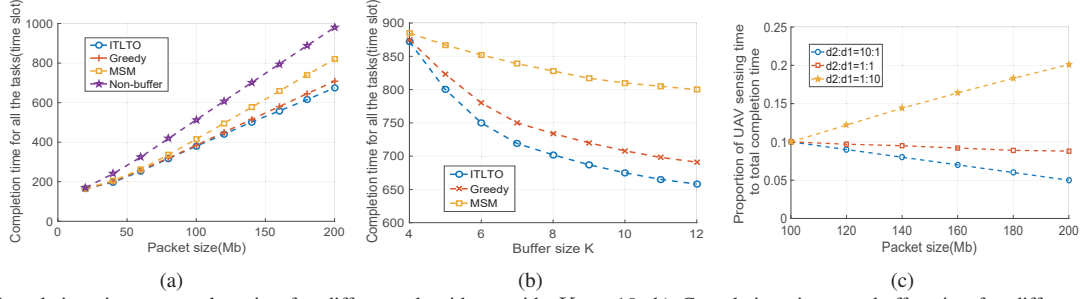 Completion time for all the tasks(time slot)
1000
800
600
400
200
0
ITLTO
Greedy
MSM
Non-buffer
0 50 100 150 200
Packet size(Mb)
(a)
Completion time for all the tasks(time slot)
900
850
800
750
700
650
600
ITLTO
Greedy
MSM
4 6 8 10 12
Buffer size K
(b)
Proportion of UAV sensing time
to total completion time
0.25
0.2
0.15
0.1
0.05
0
d2:d1=10:1
d2:d1=1:1
d2:d1=1:10
100 120 140 160 180 200
Packet size(Mb)
(c)